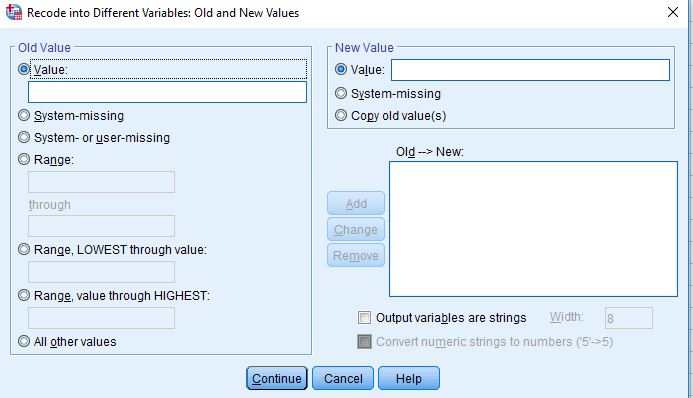 Recode into Different Variables: Old and New Values
Old Value
Value:
System-missing
System- or user-missing
Range:
through
Range, LOWEST through value:
Range, value through HIGHEST:
All other values
New Value
Value:
System-missing
Copy old value(s)
Old --> New:
Add
Change
Remove
Output variables are strings Width: 8
Convert numeric strings to numbers ('5'->5)
Continue Cancel Help